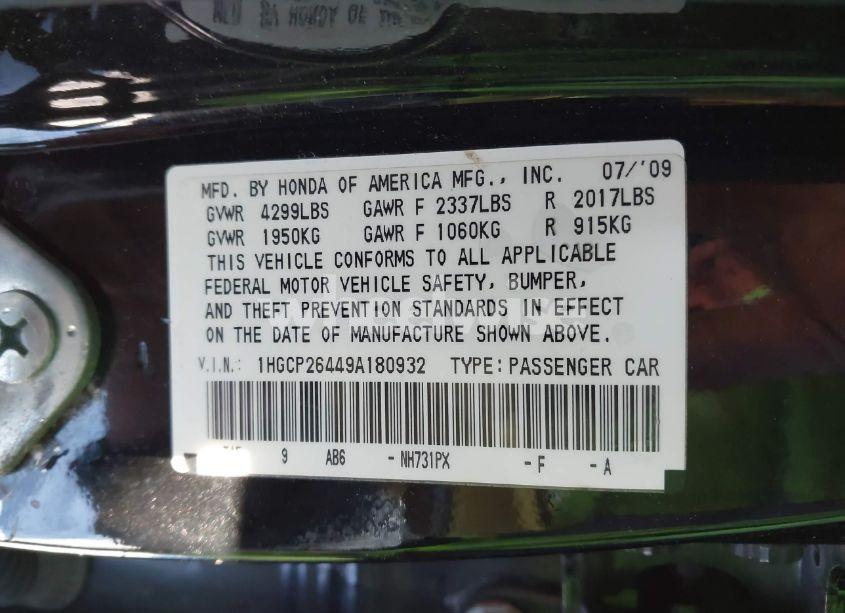 MFD. BY HONDA OF AMERICA MFG., INC. 07/'09
GVWR 4299LBS GAWR F 2337LBS R 2017LBS
GVWR 1950KG GAWR F 1060KG R 915KG
THIS VEHICLE CONFORMS TO ALL APPLICABLE
FEDERAL MOTOR VEHICLE SAFETY, BUMPER,
AND THEFT PREVENTION STANDARDS IN EFFECT
ON THE DATE OF MANUFACTURE SHOWN ABOVE.
V.I.N.: 1HGCP26449A180932 TYPE: PASSENGER CAR
9 AB6 -NH731PX -F -A